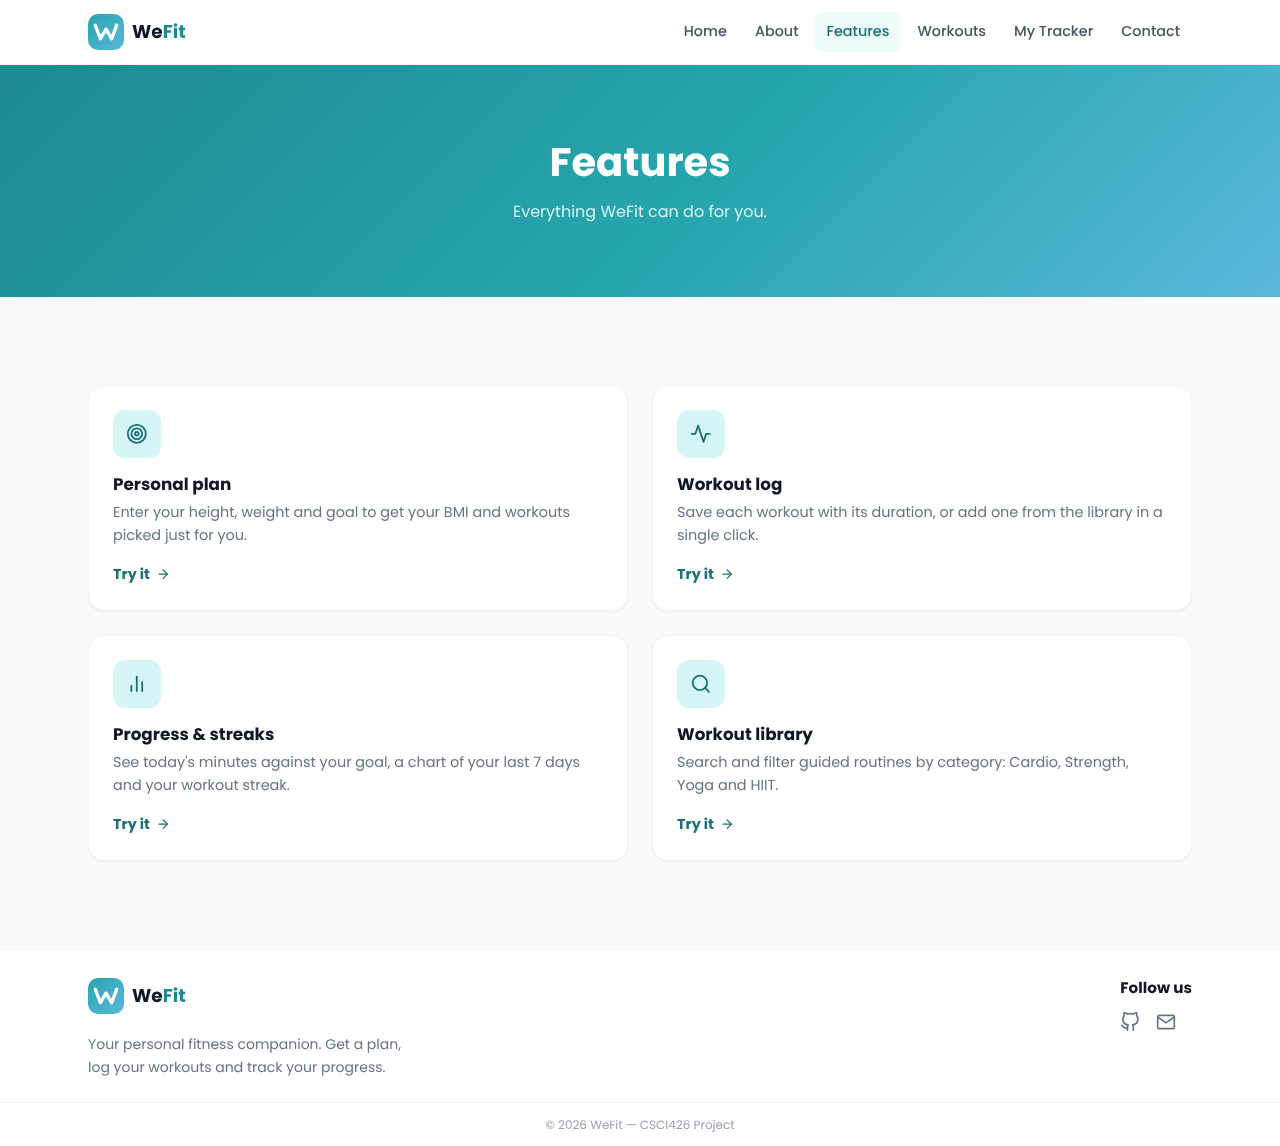 WeFit
Home
About
Features
Workouts
My Tracker
Contact
Features
Everything WeFit can do for you.
Personal plan
Enter your height, weight and goal to get your BMI and workouts
picked just for you.
Try it →
Workout log
Save each workout with its duration, or add one from the library in a
single click.
Try it →
Progress & streaks
See today's minutes against your goal, a chart of your last 7 days
and your workout streak.
Try it →
Workout library
Search and filter guided routines by category: Cardio, Strength,
Yoga and HIIT.
Try it →
WeFit
Your personal fitness companion. Get a plan,
log your workouts and track your progress.
Follow us
© 2026 WeFit — CSCI426 Project